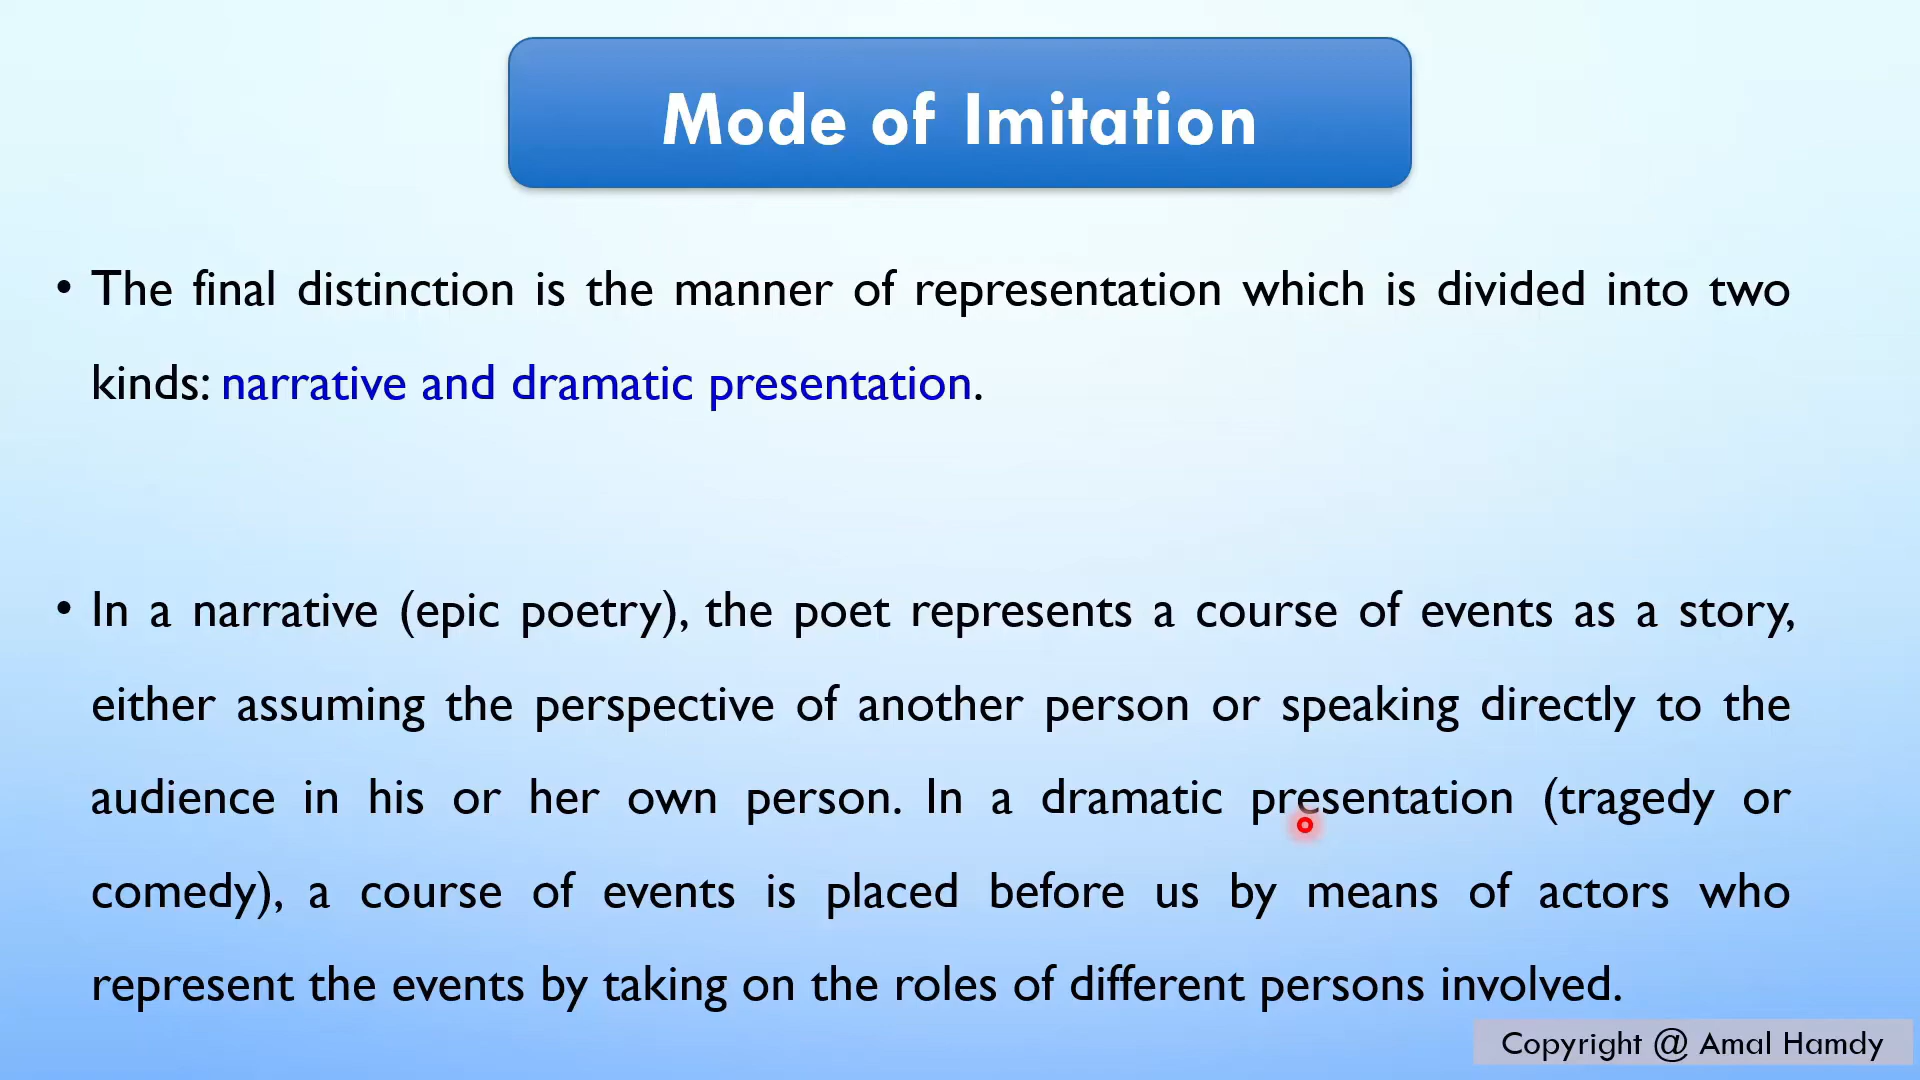 Mode of Imitation
• The final distinction is the manner of representation which is divided into two
kinds: narrative and dramatic presentation.
• In a narrative (epic poetry), the poet represents a course of events as a story,
either assuming the perspective of another person or speaking directly to the
audience in his or her own person. In a dramatic presentation (tragedy or
comedy), a course of events is placed before us by means of actors who
represent the events by taking on the roles of different persons involved.
Copyright @ Amal Hamdy